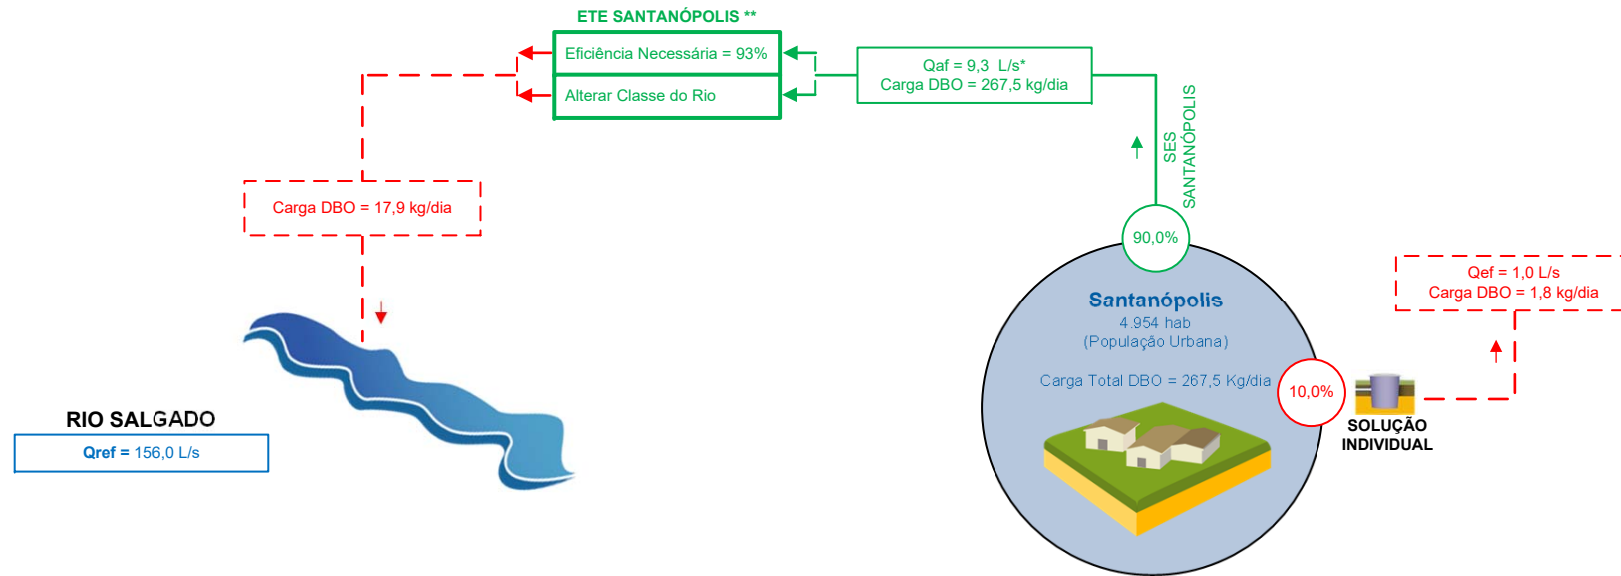 ETE SANTANÓPOLIS **
Eficiência Necessária = 93%
Alterar Classe do Rio
Qaf = 9,3 L/s*
Carga DBO = 267,5 kg/dia
SES
SANTANÓPOLIS
Carga DBO = 17,9 kg/dia
90,0%
Qef = 1,0 L/s
Carga DBO = 1,8 kg/dia
Santanópolis
4.954 hab
(População Urbana)
Carga Total DBO = 267,5 Kg/dia
10,0%
SOLUÇÃO
INDIVIDUAL
RIO SALGADO
Qref = 156,0 L/s